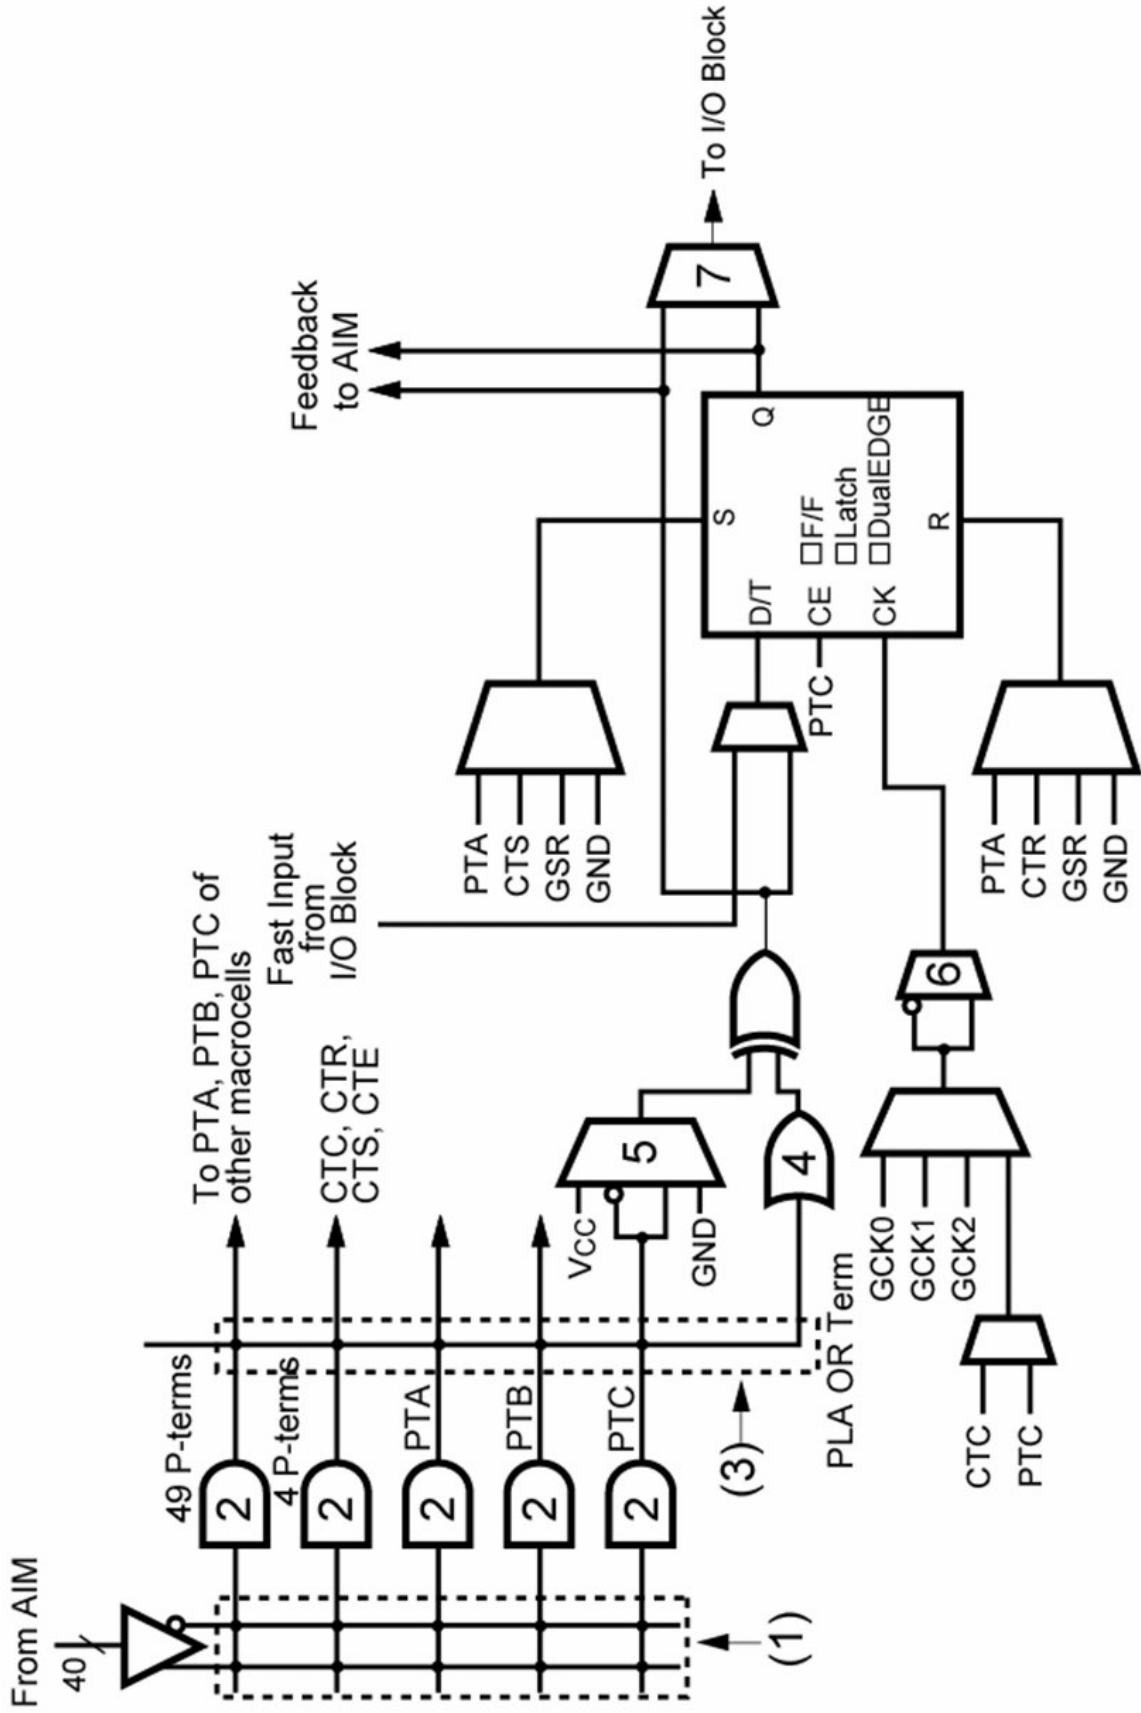 From AIM
40
(1)
49 P-terms
2
4 P-terms
2
PTA
2
PTB
2
PTC
2
(3)
PLA OR Term
To PTA, PTB, PTC of
other macrocells
CTC, CTR,
CTS, CTE
Fast Input
from
I/O Block
VCC
GND
5
4
GCK0
GCK1
GCK2
CTC
PTC
6
PTA
CTS
GSR
GND
PTA
CTR
GSR
GND
PTC
D/T
CE
CK
S
F/F
Latch
DualEDGE
R
Q
Feedback
to AIM
7
To I/O Block